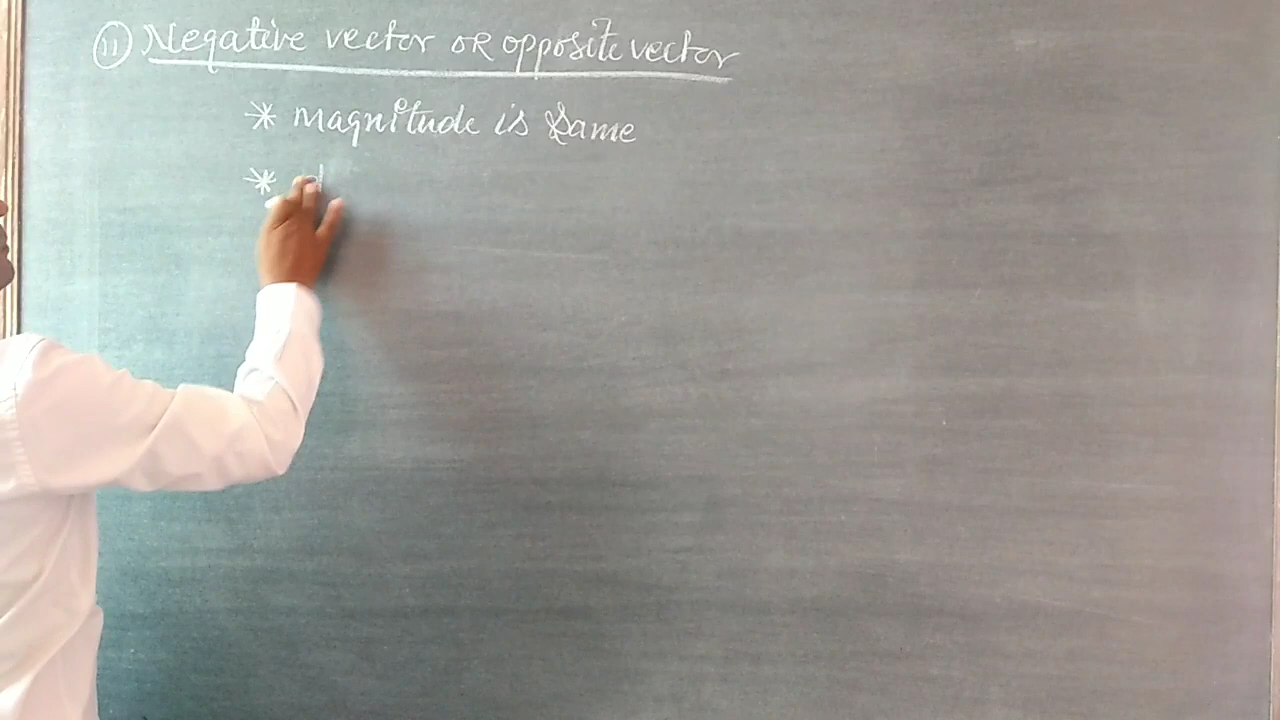 (11) Negative vector OR opposite vector
* magnitude is Same
* d